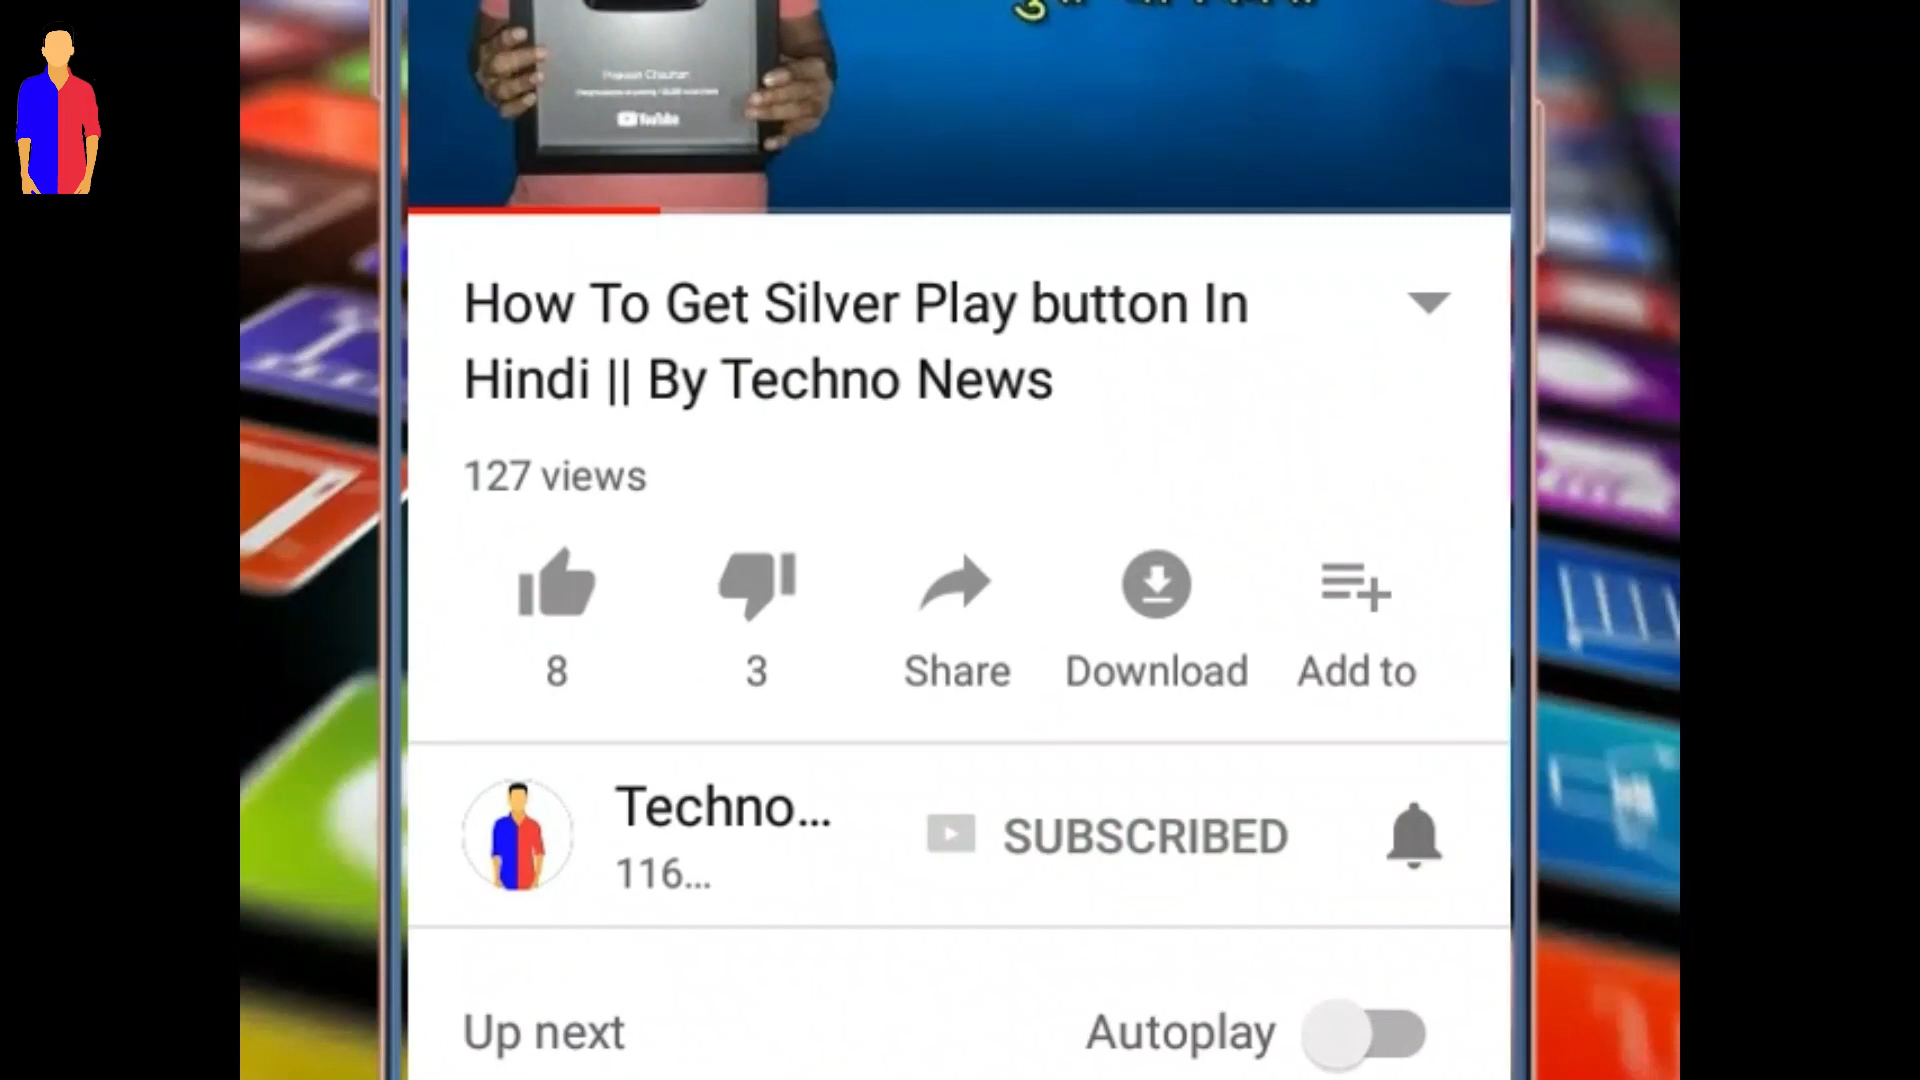 YouTube
How To Get Silver Play button In
Hindi || By Techno News
127 views
8 3 Share Download Add to
Techno... SUBSCRIBED
116...
Up next Autoplay